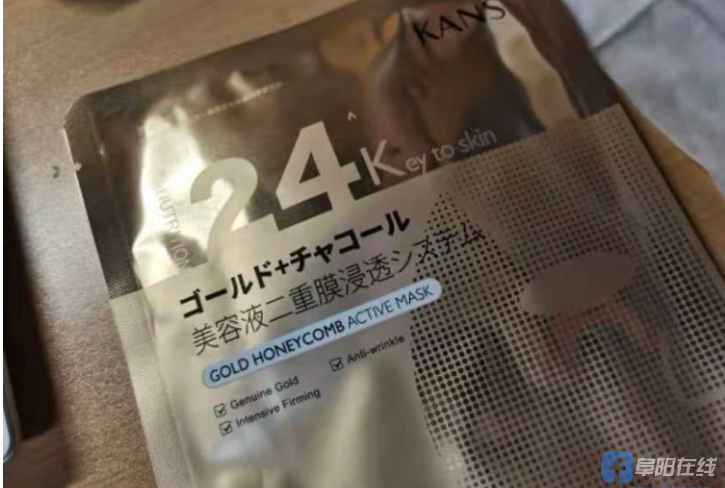 KANS
24
Key to skin
NUTRITION
ゴールド+チャコール
美容液二重膜浸透システム
GOLD HONEYCOMB ACTIVE MASK
Genuine Gold
Anti-wrinkle
Intensive Firming
阜阳在线